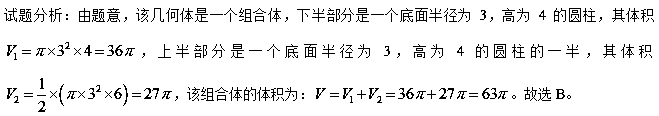 试题分析：由题意，该几何体是一个组合体，下半部分是一个底面半径为 3，高为 4 的圆柱，其体积
V₁＝π×3²×4＝36π，上半部分是一个底面半径为 3，高为 4 的圆柱的一半，其体积
V₂＝1/2×(π×3²×6)＝27π，该组合体的体积为：V＝V₁+V₂＝36π+27π＝63π。故选 B。